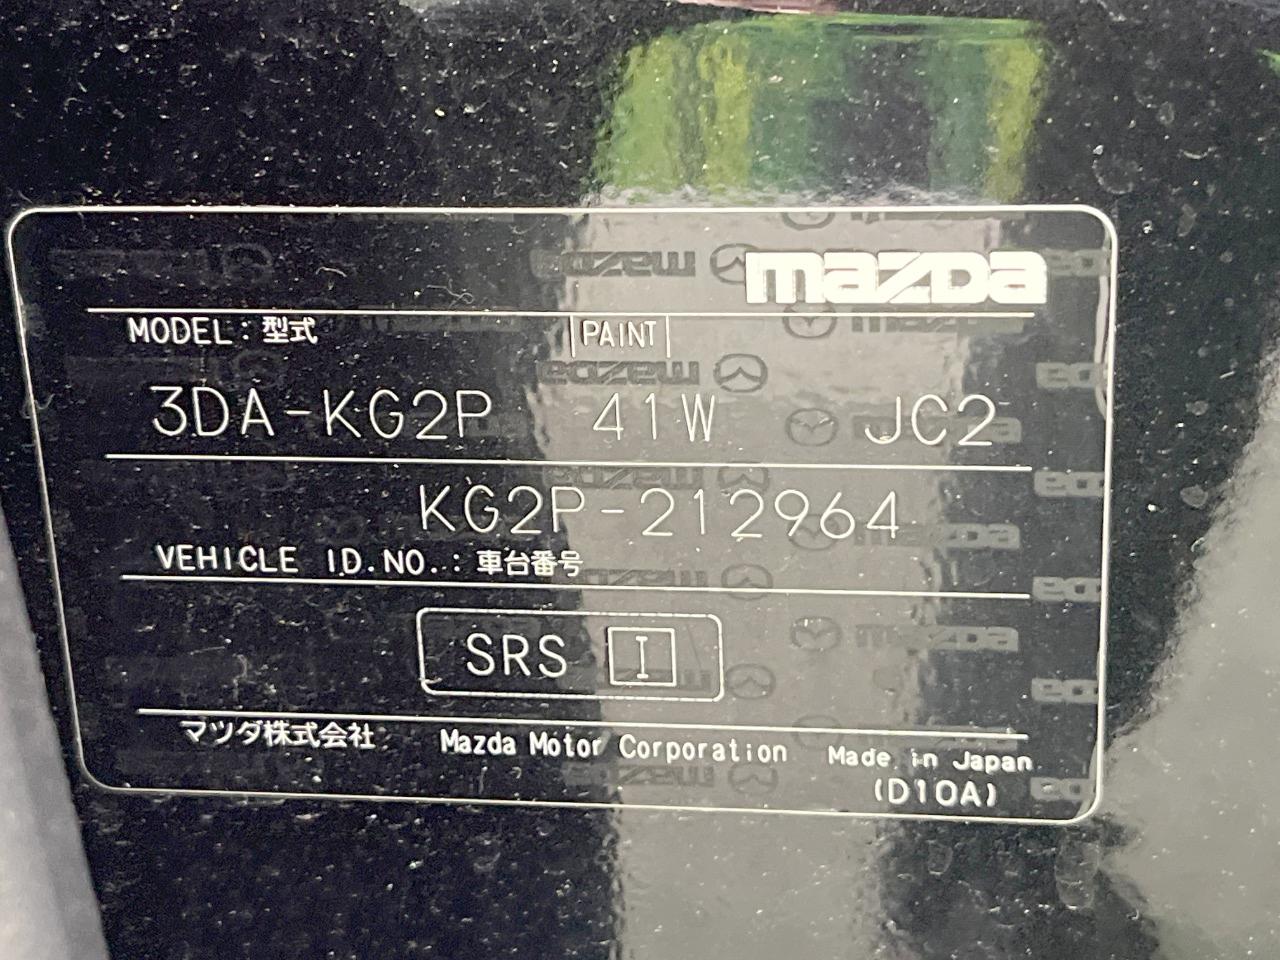 mazda
MODEL: 型式 PAINT
3DA-KG2P 41W JC2
KG2P-212964
VEHICLE I.D.NO.: 車台番号
SRS I
マツダ株式会社 Mazda Motor Corporation Made in Japan
(D10A)